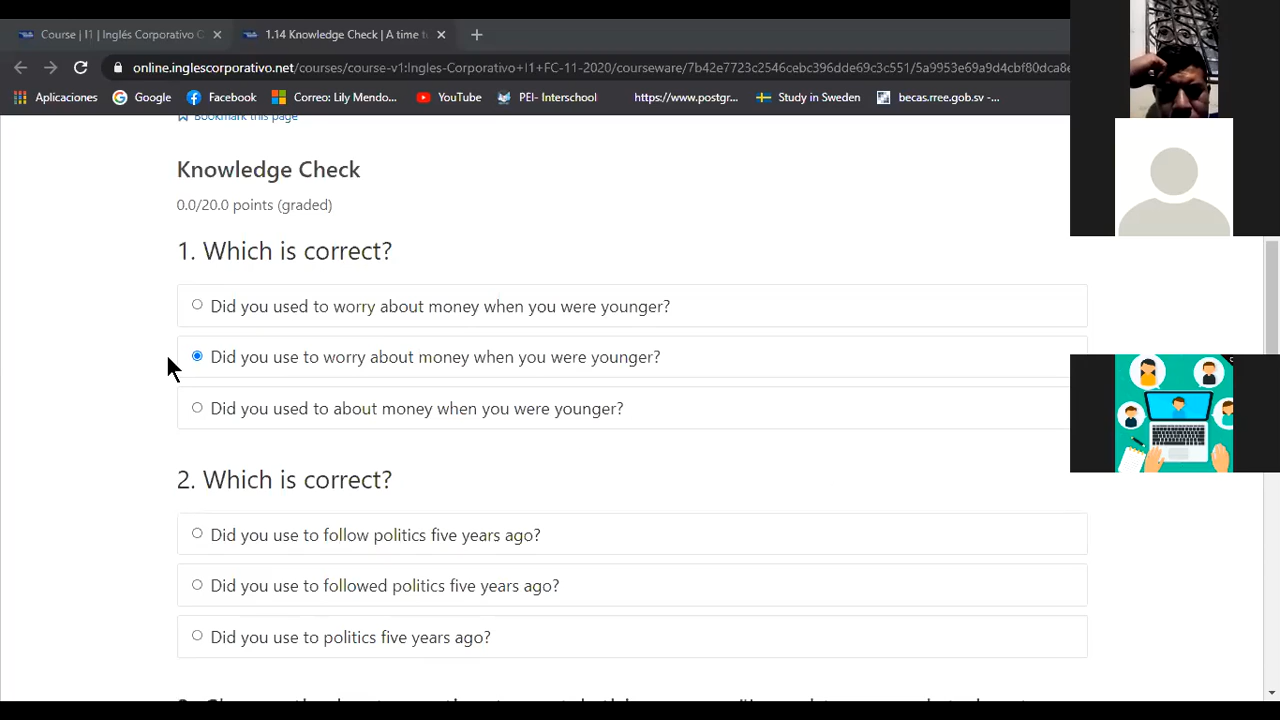 Course | I1 | Inglés Corporativo C
1.14 Knowledge Check | A time t
online.inglescorporativo.net/courses/course-v1:Ingles-Corporativo+I1+FC-11-2020/courseware/7b42e7723c2546cebc396dde69c3c551/5a9953e69a9d4cbf80dca8e
Aplicaciones Google Facebook Correo: Lily Mendo... YouTube PEI- Interschool https://www.postgr... Study in Sweden becas.rree.gob.sv -...
Bookmark this page
Knowledge Check
0.0/20.0 points (graded)
1. Which is correct?
Did you used to worry about money when you were younger?
Did you use to worry about money when you were younger?
Did you used to about money when you were younger?
2. Which is correct?
Did you use to follow politics five years ago?
Did you use to followed politics five years ago?
Did you use to politics five years ago?